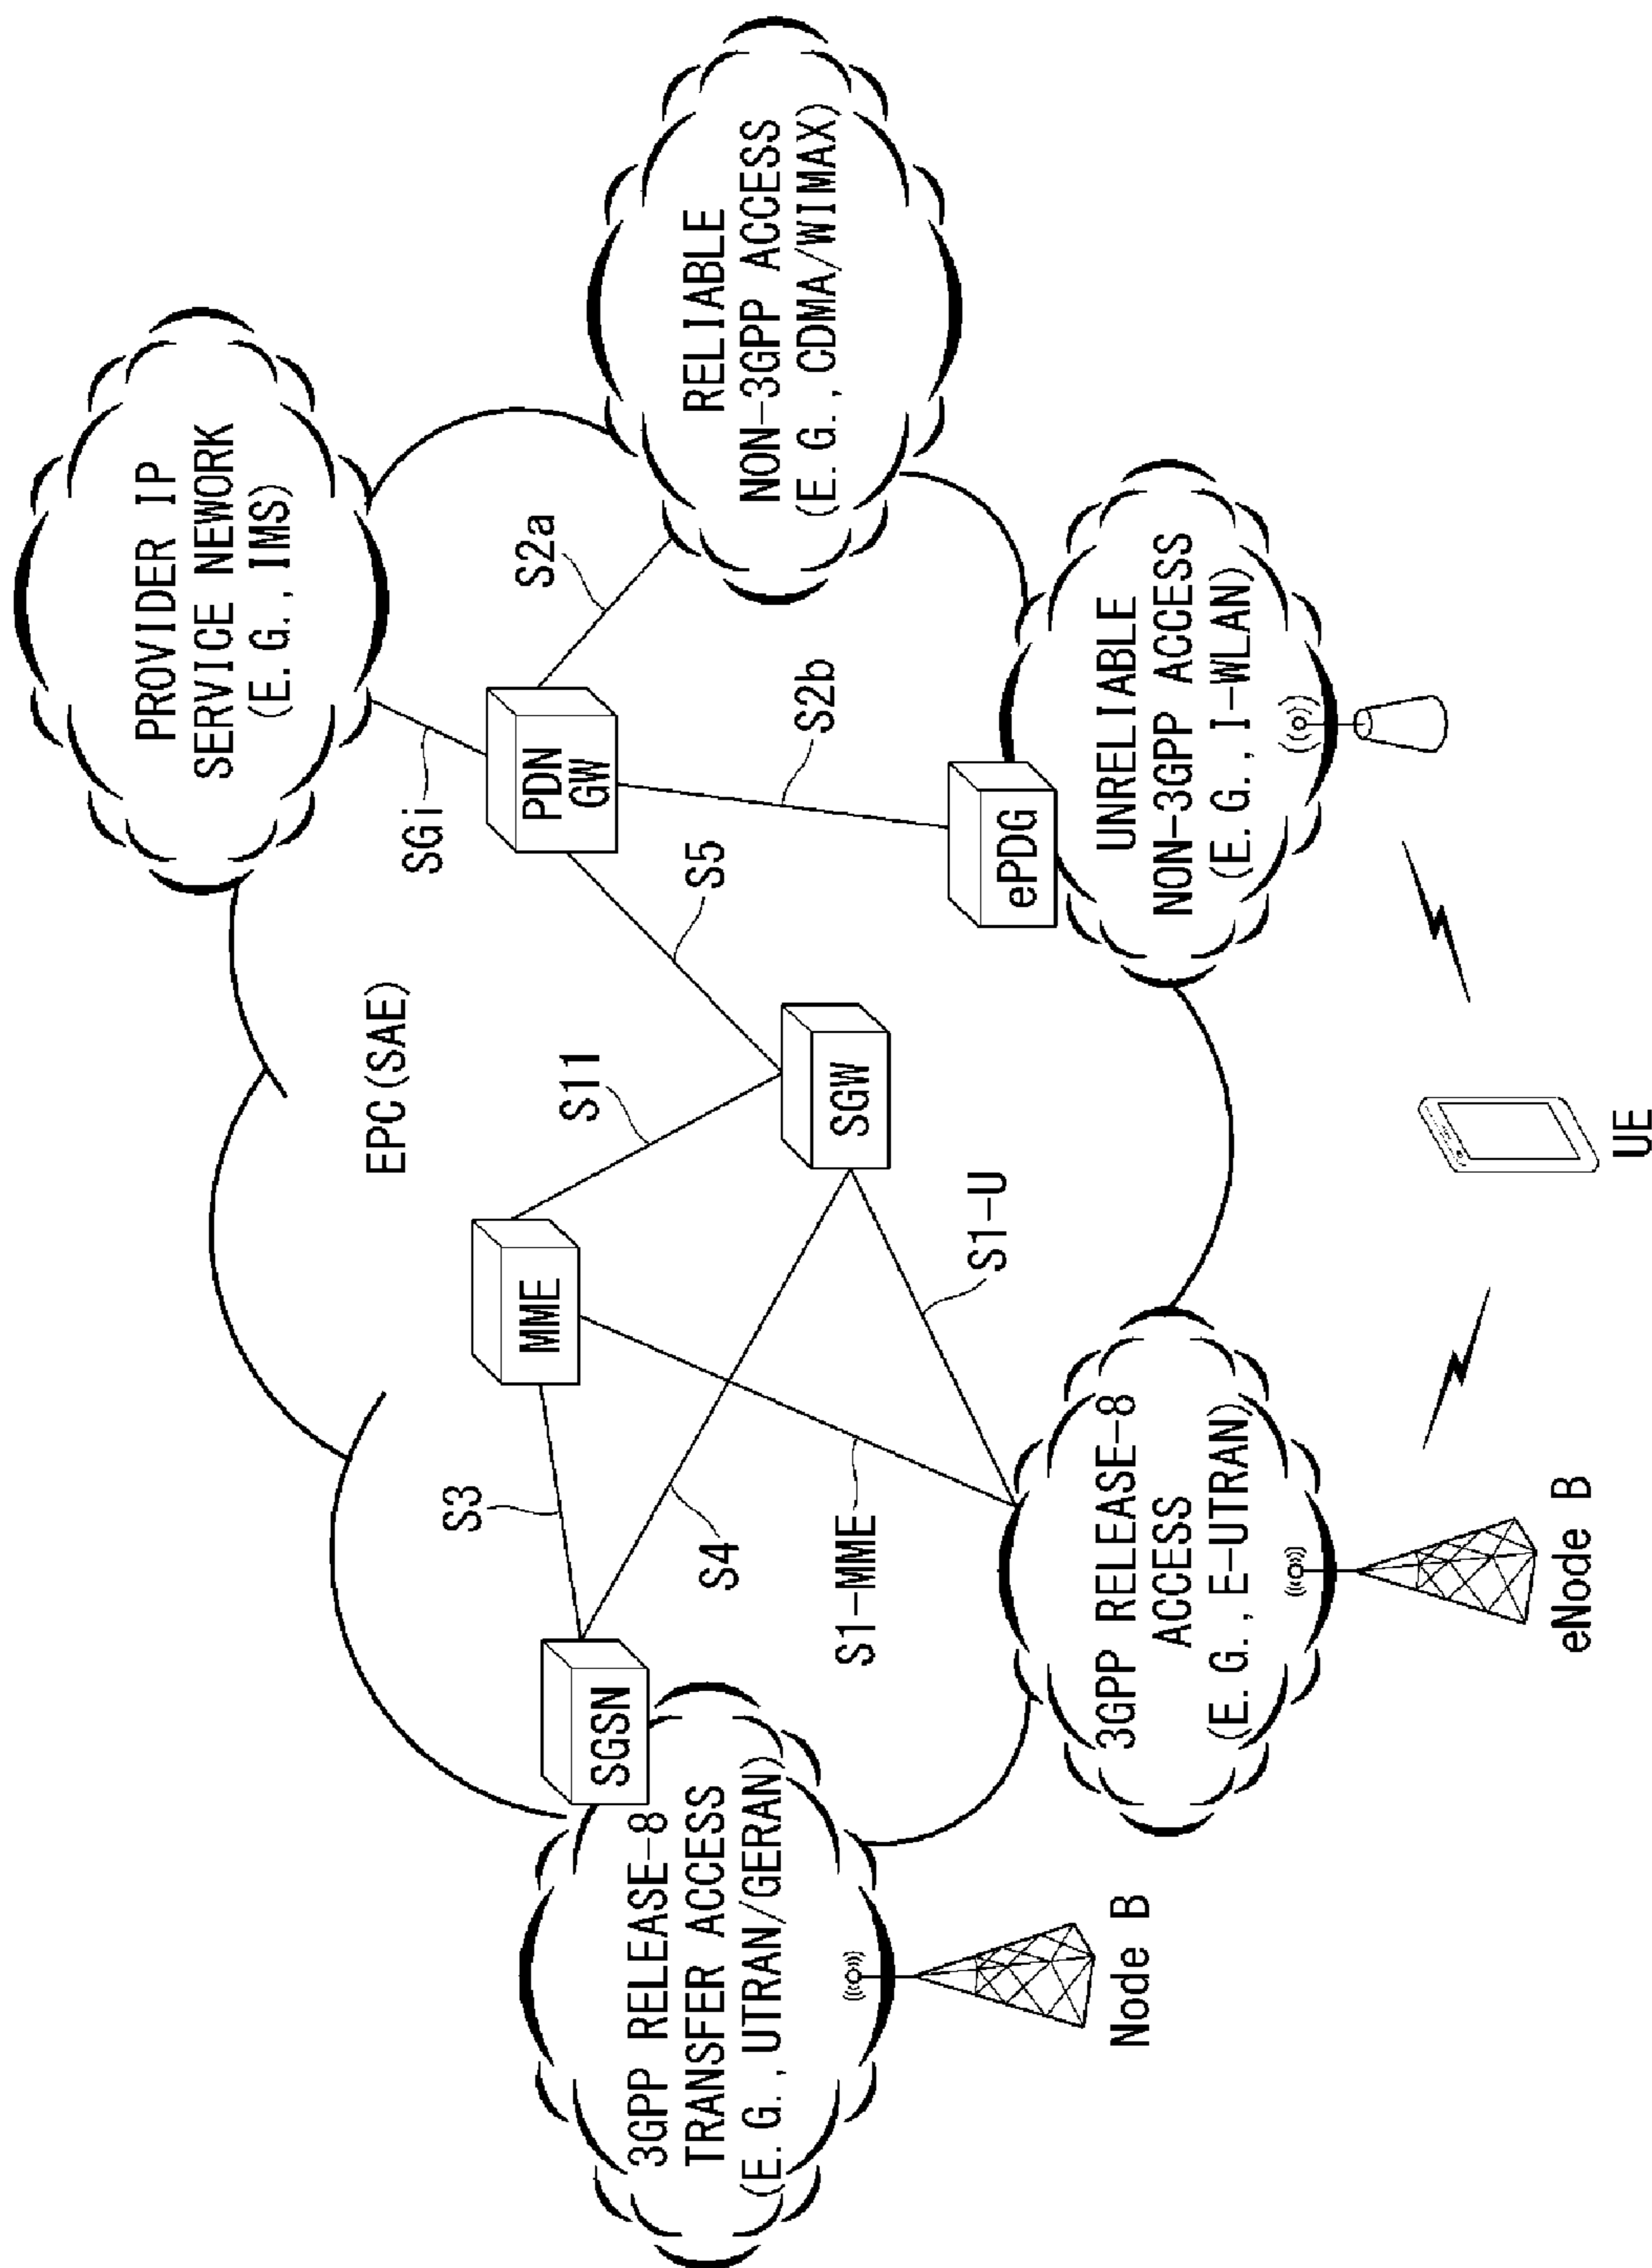 PROVIDER IP
SERVICE NEWORK
(E.G.,IMS)
EPC(SAE)
SGi
S2a
RELIABLE
NON-3GPP ACCESS
(E.G.,CDMA/WIMAX)
PDN
GW
S3
MME
S11
S5
S2b
SGSN
S4
SGW
3GPP RELEASE-8
TRANSFER ACCESS
(E.G.,UTRAN/GERAN)
S1-MME
S1-U
ePDG
Node B
3GPP RELEASE-8
ACCESS
(E.G.,E-UTRAN)
UNRELIABLE
NON-3GPP ACCESS
(E.G.,I-WLAN)
eNode B
UE